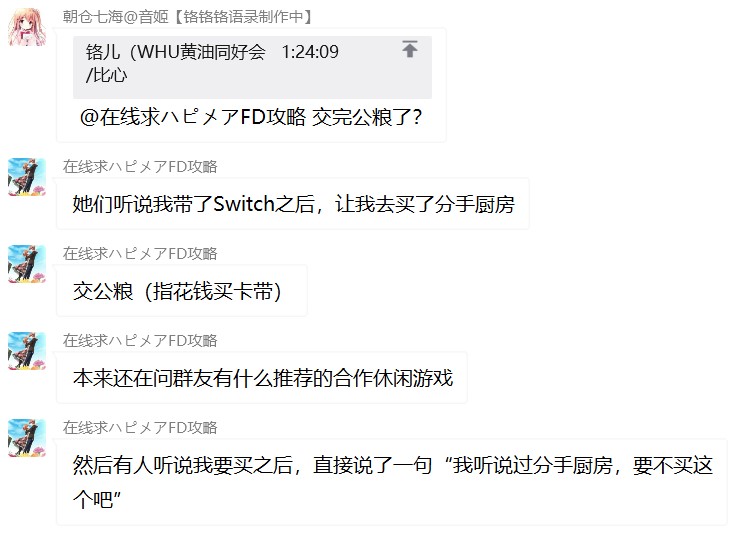 朝仓七海@音姬【铬铬铬语录制作中】
铬儿（WHU黄油同好会 1:24:09
/比心
@在线求ハピメアFD攻略 交完公粮了？
在线求ハピメアFD攻略
她们听说我带了Switch之后，让我去买了分手厨房
在线求ハピメアFD攻略
交公粮（指花钱买卡带）
在线求ハピメアFD攻略
本来还在问群友有什么推荐的合作休闲游戏
在线求ハピメアFD攻略
然后有人听说我要买之后，直接说了一句“我听说过分手厨房，要不买这
个吧”